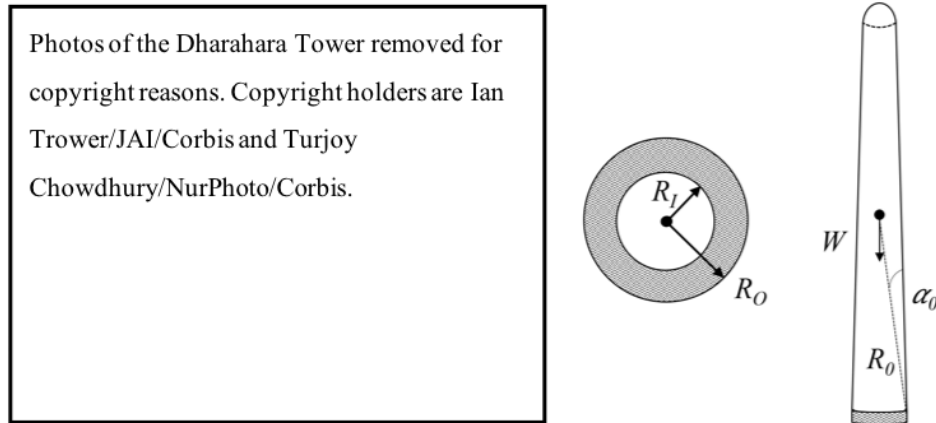 Photos of the Dharahara Tower removed for
copyright reasons. Copyright holders are Ian
Trower/JAI/Corbis and Turjoy
Chowdhury/NurPhoto/Corbis.
R_I
R_O
W
α_0
R_0